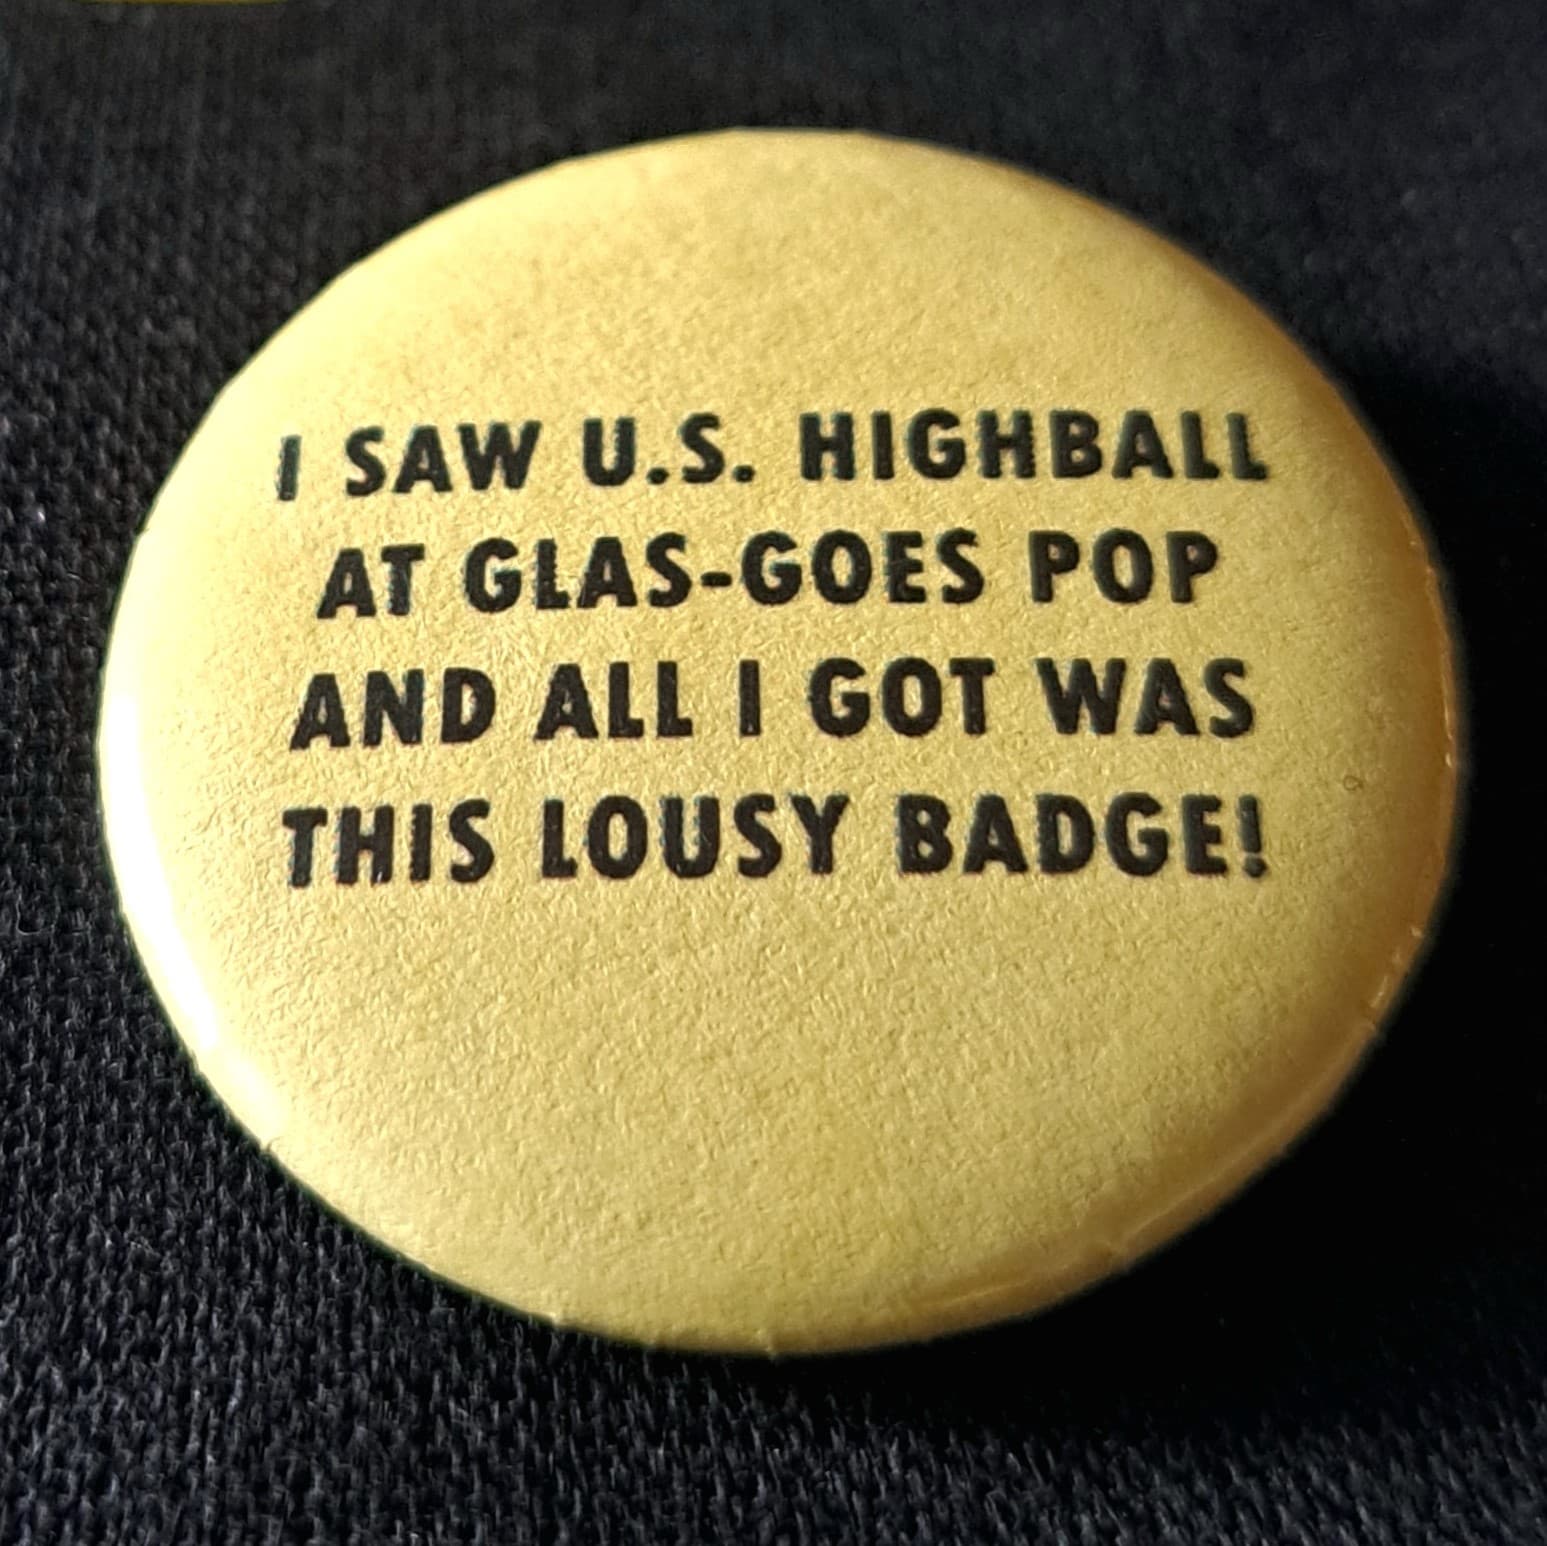 I SAW U.S. HIGHBALL
AT GLAS-GOES POP
AND ALL I GOT WAS
THIS LOUSY BADGE!